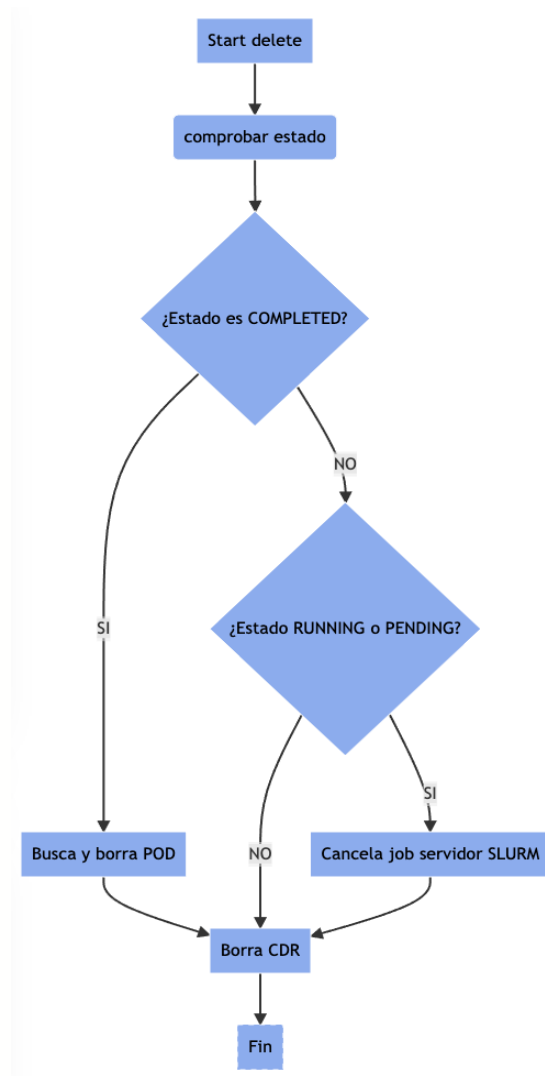 Start delete
comprobar estado
¿Estado es COMPLETED?
NO
¿Estado RUNNING o PENDING?
SI
SI
NO
Busca y borra POD
Cancela job servidor SLURM
Borra CDR
Fin